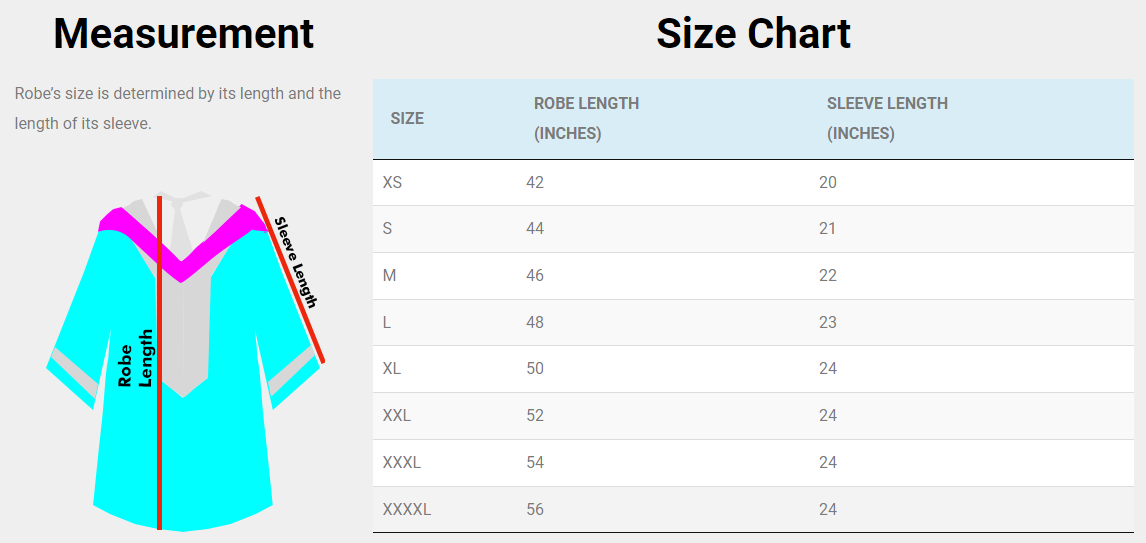 Measurement
Robe’s size is determined by its length and the
length of its sleeve.
Sleeve Length
Robe
Length
Size Chart
SIZE ROBE LENGTH (INCHES) SLEEVE LENGTH (INCHES)
XS 42 20
S 44 21
M 46 22
L 48 23
XL 50 24
XXL 52 24
XXXL 54 24
XXXXL 56 24